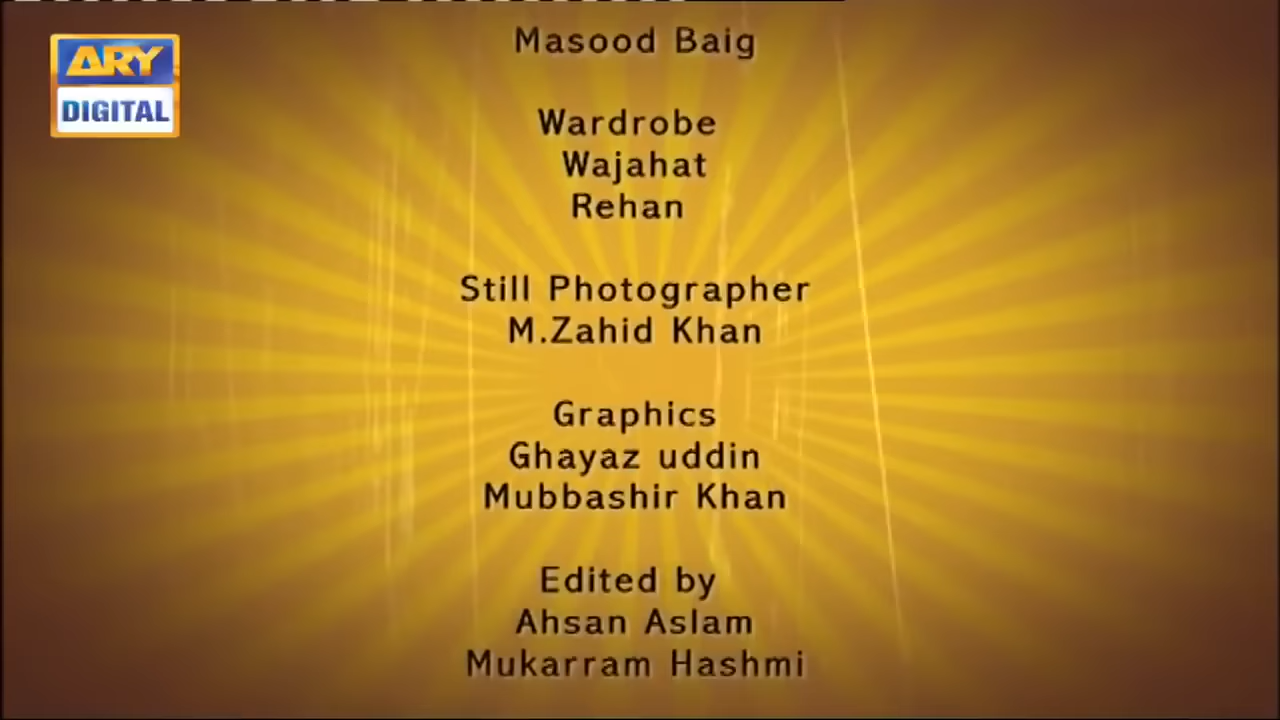 ARY
DIGITAL
Masood Baig
Wardrobe
Wajahat
Rehan
Still Photographer
M.Zahid Khan
Graphics
Ghayaz uddin
Mubbashir Khan
Edited by
Ahsan Aslam
Mukarram Hashmi